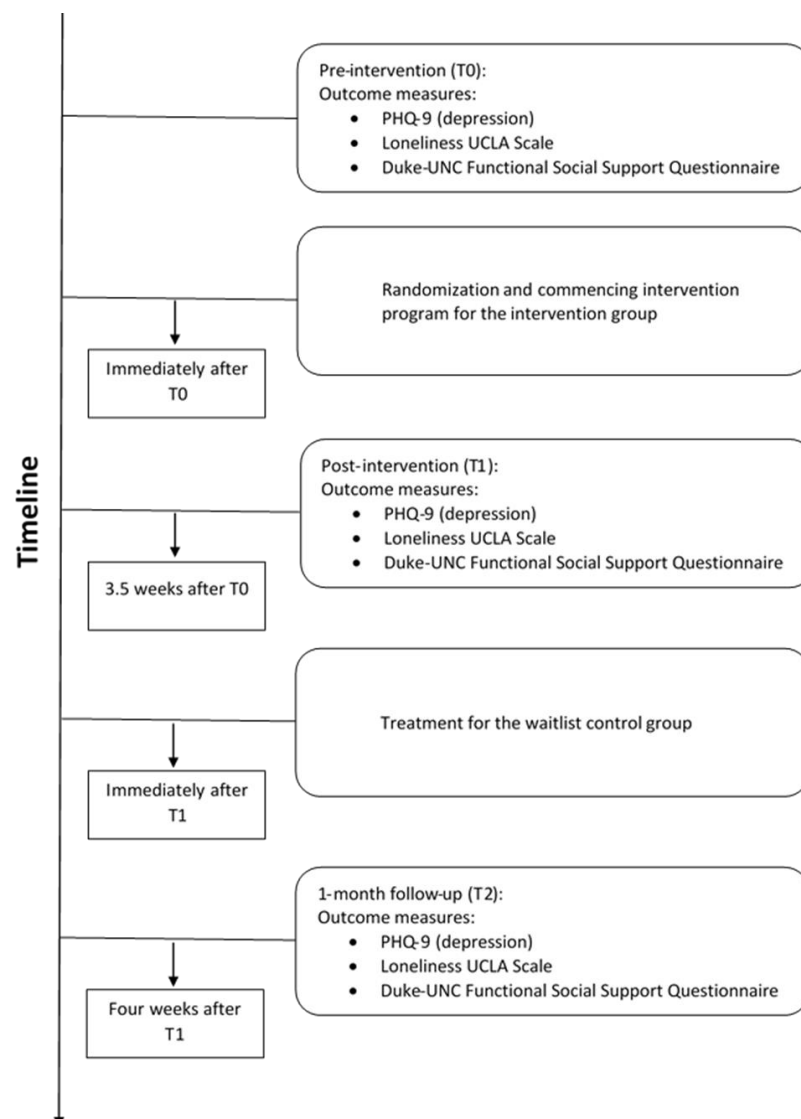 Timeline
Pre-intervention (T0):
Outcome measures:
• PHQ-9 (depression)
• Loneliness UCLA Scale
• Duke-UNC Functional Social Support Questionnaire
Randomization and commencing intervention
program for the intervention group
Immediately after
T0
Post-intervention (T1):
Outcome measures:
• PHQ-9 (depression)
• Loneliness UCLA Scale
• Duke-UNC Functional Social Support Questionnaire
3.5 weeks after T0
Treatment for the waitlist control group
Immediately after
T1
1-month follow-up (T2):
Outcome measures:
• PHQ-9 (depression)
• Loneliness UCLA Scale
• Duke-UNC Functional Social Support Questionnaire
Four weeks after
T1